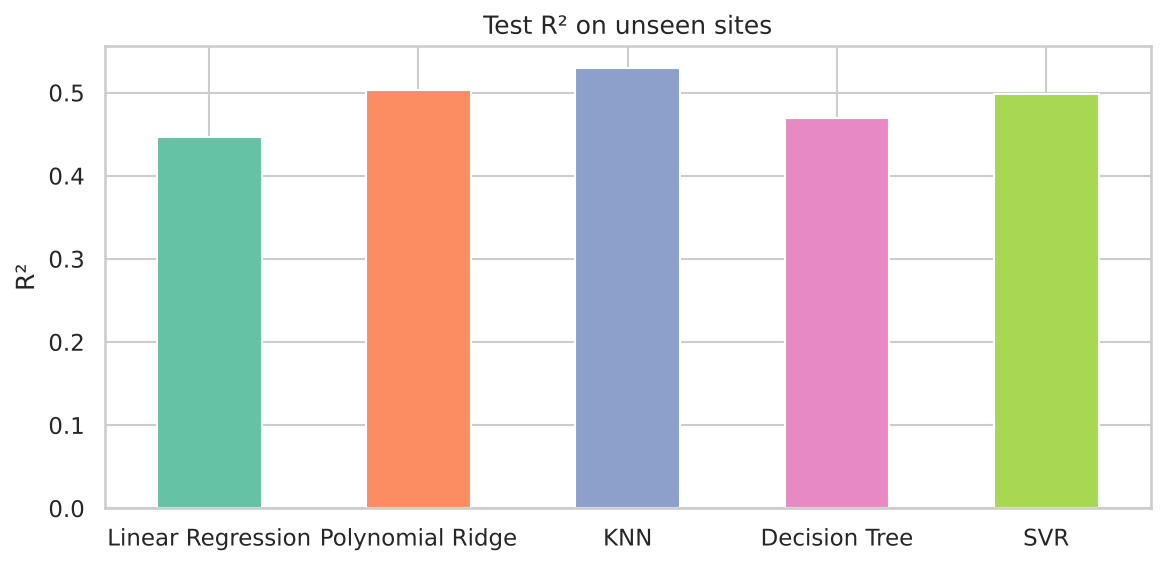 Test R² on unseen sites
R²
0.5
0.4
0.3
0.2
0.1
0.0
Linear Regression Polynomial Ridge KNN Decision Tree SVR